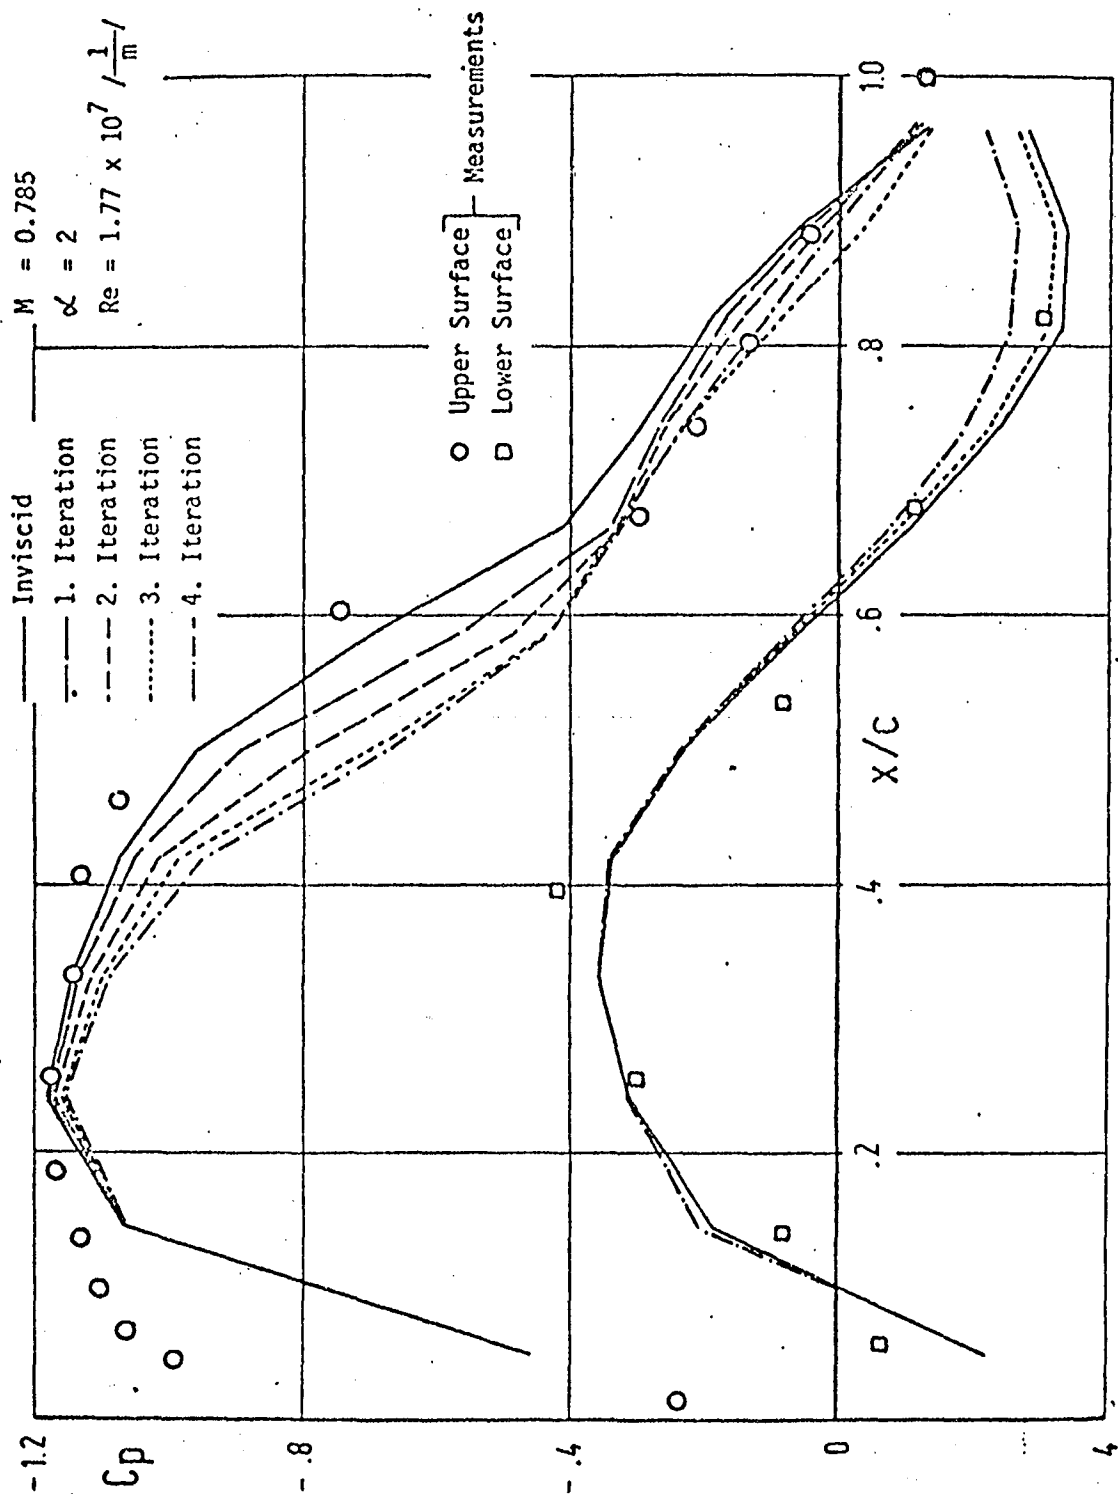 Inviscid
1. Iteration
2. Iteration
3. Iteration
4. Iteration
M = 0.785
α = 2
Re = 1.77 x 10⁷ /1/m/
○ Upper Surface
□ Lower Surface
Measurements
-1.2
Cp
-.8
-.4
0
.4
.2
.4
.6
.8
1.0
X/C